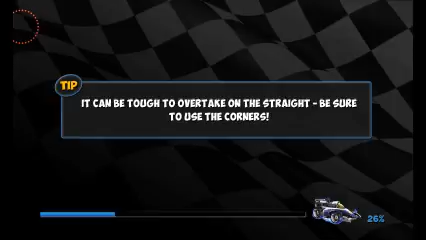 TIP
IT CAN BE TOUGH TO OVERTAKE ON THE STRAIGHT - BE SURE
TO USE THE CORNERS!
26%